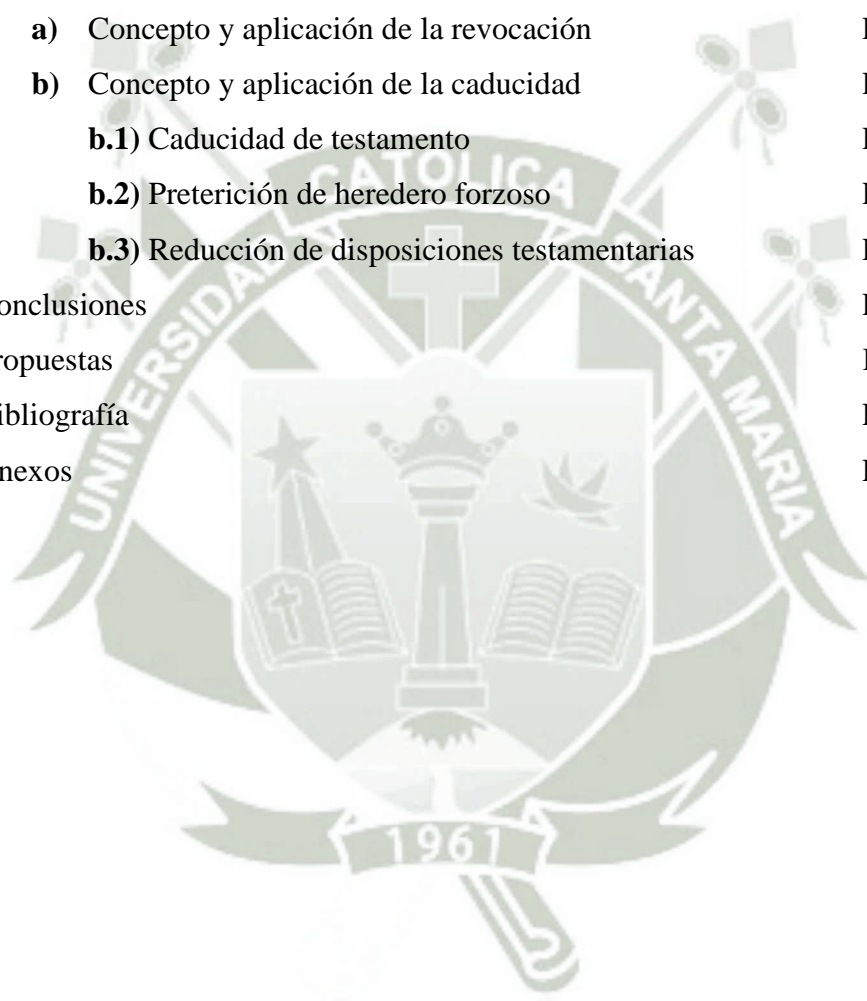 a) Concepto y aplicación de la revocación
b) Concepto y aplicación de la caducidad
b.1) Caducidad de testamento
b.2) Preterición de heredero forzoso
b.3) Reducción de disposiciones testamentarias
onclusiones
ropuestas
ibliografía
nexos
UNIVERSIDAD CATOLICA SANTA MARIA
1961